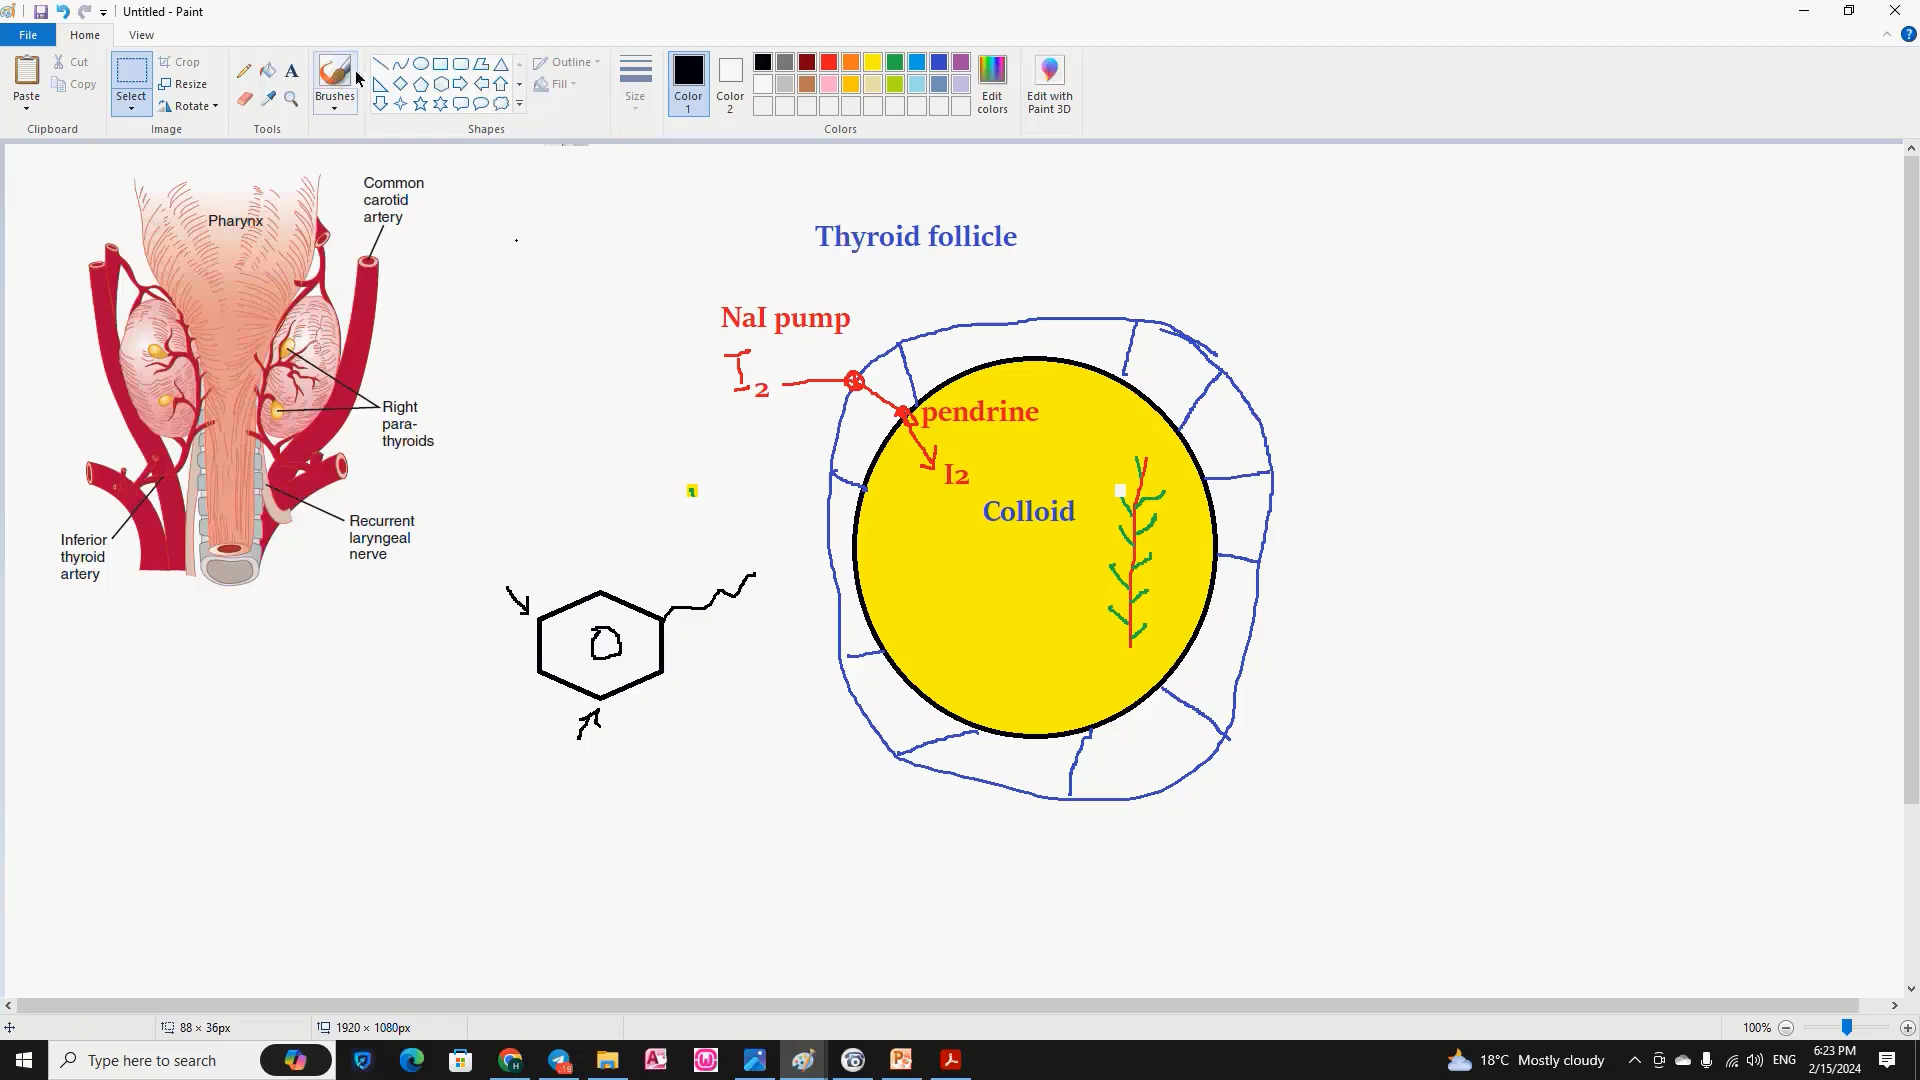 Untitled - Paint
File
Home
View
Paste
Cut
Copy
Clipboard
Select
Crop
Resize
Rotate
Image
A
Tools
Brushes
Outline
Fill
Shapes
Size
Color
1
Color
2
Edit
colors
Edit with
Paint 3D
Colors
Pharynx
Common
carotid
artery
Right
para-
thyroids
Recurrent
laryngeal
nerve
Inferior
thyroid
artery
Thyroid follicle
NaI pump
I2
pendrine
I2
Colloid
88 × 36px
1920 × 1080px
100%
Type here to search
18°C Mostly cloudy
ENG
6:23 PM
2/15/2024